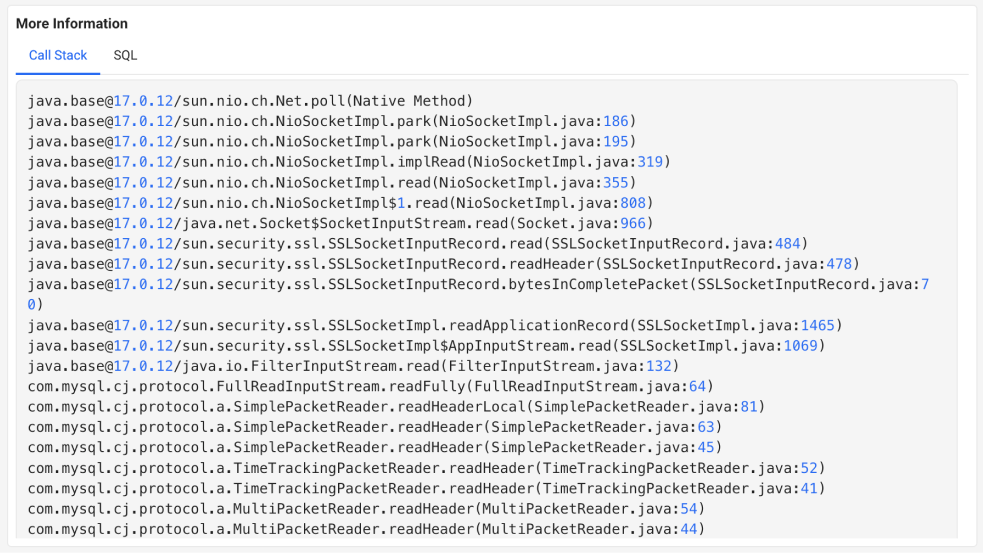 More Information
Call Stack
SQL
java.base@17.0.12/sun.nio.ch.Net.poll(Native Method)
java.base@17.0.12/sun.nio.ch.NioSocketImpl.park(NioSocketImpl.java:186)
java.base@17.0.12/sun.nio.ch.NioSocketImpl.park(NioSocketImpl.java:195)
java.base@17.0.12/sun.nio.ch.NioSocketImpl.implRead(NioSocketImpl.java:319)
java.base@17.0.12/sun.nio.ch.NioSocketImpl.read(NioSocketImpl.java:355)
java.base@17.0.12/sun.nio.ch.NioSocketImpl$1.read(NioSocketImpl.java:808)
java.base@17.0.12/java.net.Socket$SocketInputStream.read(Socket.java:966)
java.base@17.0.12/sun.security.ssl.SSLSocketInputRecord.read(SSLSocketInputRecord.java:484)
java.base@17.0.12/sun.security.ssl.SSLSocketInputRecord.readHeader(SSLSocketInputRecord.java:478)
java.base@17.0.12/sun.security.ssl.SSLSocketInputRecord.bytesInCompletePacket(SSLSocketInputRecord.java:7
0)
java.base@17.0.12/sun.security.ssl.SSLSocketImpl.readApplicationRecord(SSLSocketImpl.java:1465)
java.base@17.0.12/sun.security.ssl.SSLSocketImpl$AppInputStream.read(SSLSocketImpl.java:1069)
java.base@17.0.12/java.io.FilterInputStream.read(FilterInputStream.java:132)
com.mysql.cj.protocol.FullReadInputStream.readFully(FullReadInputStream.java:64)
com.mysql.cj.protocol.a.SimplePacketReader.readHeaderLocal(SimplePacketReader.java:81)
com.mysql.cj.protocol.a.SimplePacketReader.readHeader(SimplePacketReader.java:63)
com.mysql.cj.protocol.a.SimplePacketReader.readHeader(SimplePacketReader.java:45)
com.mysql.cj.protocol.a.TimeTrackingPacketReader.readHeader(TimeTrackingPacketReader.java:52)
com.mysql.cj.protocol.a.TimeTrackingPacketReader.readHeader(TimeTrackingPacketReader.java:41)
com.mysql.cj.protocol.a.MultiPacketReader.readHeader(MultiPacketReader.java:54)
com.mysql.cj.protocol.a.MultiPacketReader.readHeader(MultiPacketReader.java:44)